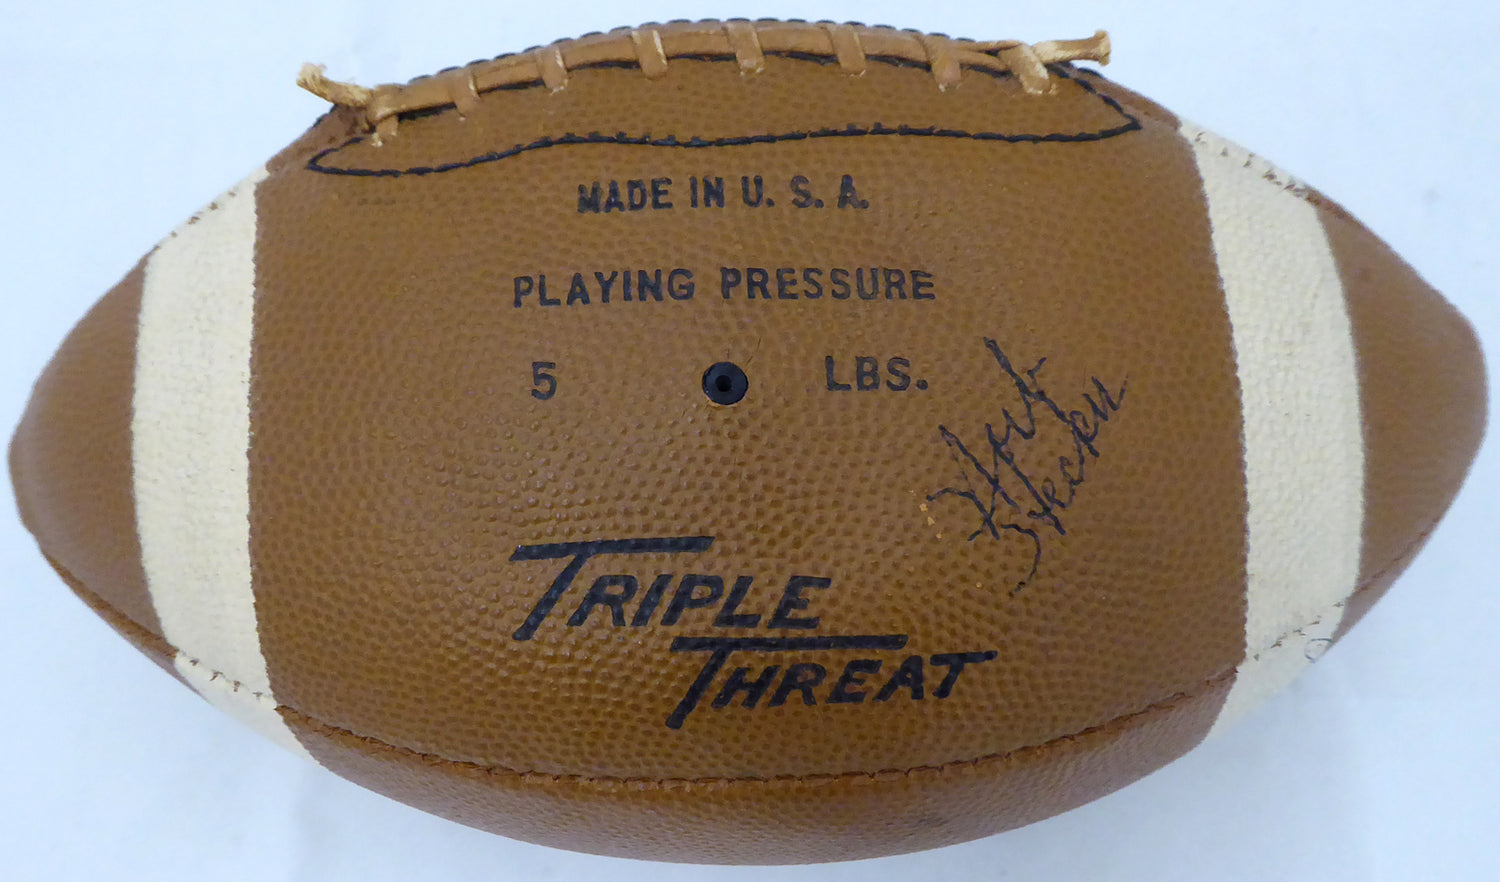 MADE IN U. S. A.
PLAYING PRESSURE
5 LBS.
TRIPLE
THREAT